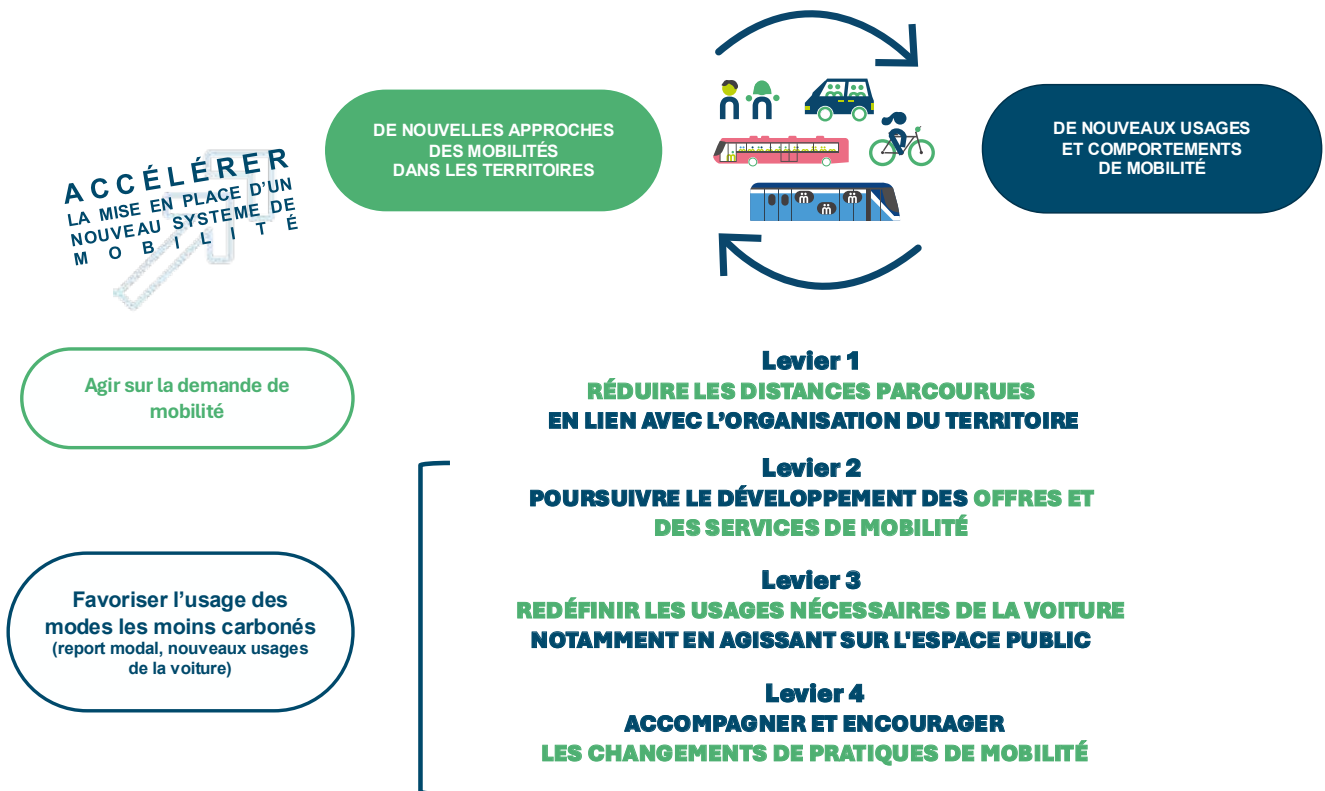 ACCÉLÉRER
LA MISE EN PLACE D'UN
NOUVEAU SYSTEME DE
MOBILITÉ
DE NOUVELLES APPROCHES
DES MOBILITÉS
DANS LES TERRITOIRES
DE NOUVEAUX USAGES
ET COMPORTEMENTS
DE MOBILITÉ
Agir sur la demande de
mobilité
Levier 1
RÉDUIRE LES DISTANCES PARCOURUES
EN LIEN AVEC L’ORGANISATION DU TERRITOIRE
Favoriser l’usage des
modes les moins carbonés
(report modal, nouveaux usages
de la voiture)
Levier 2
POURSUIVRE LE DÉVELOPPEMENT DES OFFRES ET
DES SERVICES DE MOBILITÉ
Levier 3
REDÉFINIR LES USAGES NÉCESSAIRES DE LA VOITURE
NOTAMMENT EN AGISSANT SUR L'ESPACE PUBLIC
Levier 4
ACCOMPAGNER ET ENCOURAGER
LES CHANGEMENTS DE PRATIQUES DE MOBILITÉ